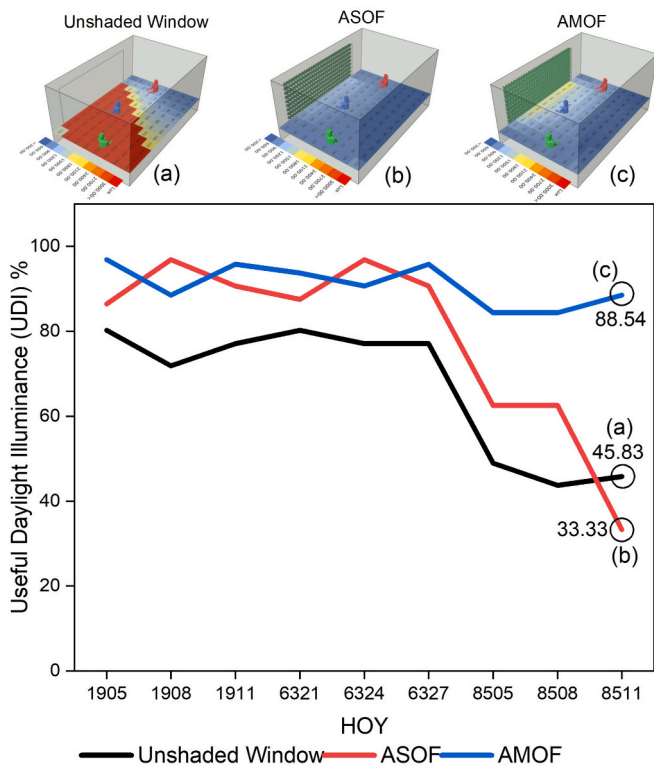 Unshaded Window
ASOF
AMOF
(a)
(b)
(c)
Useful Daylight Illuminance (UDI) %
100
80
60
40
20
0
(c)
88.54
(a)
45.83
33.33
(b)
1905 1908 1911 6321 6324 6327 8505 8508 8511
HOY
Unshaded Window ASOF AMOF